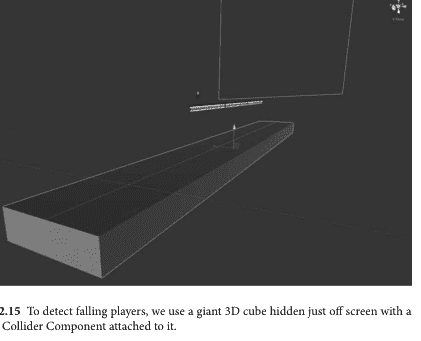 2.15 To detect falling players, we use a giant 3D cube hidden just off screen with a
Collider Component attached to it.